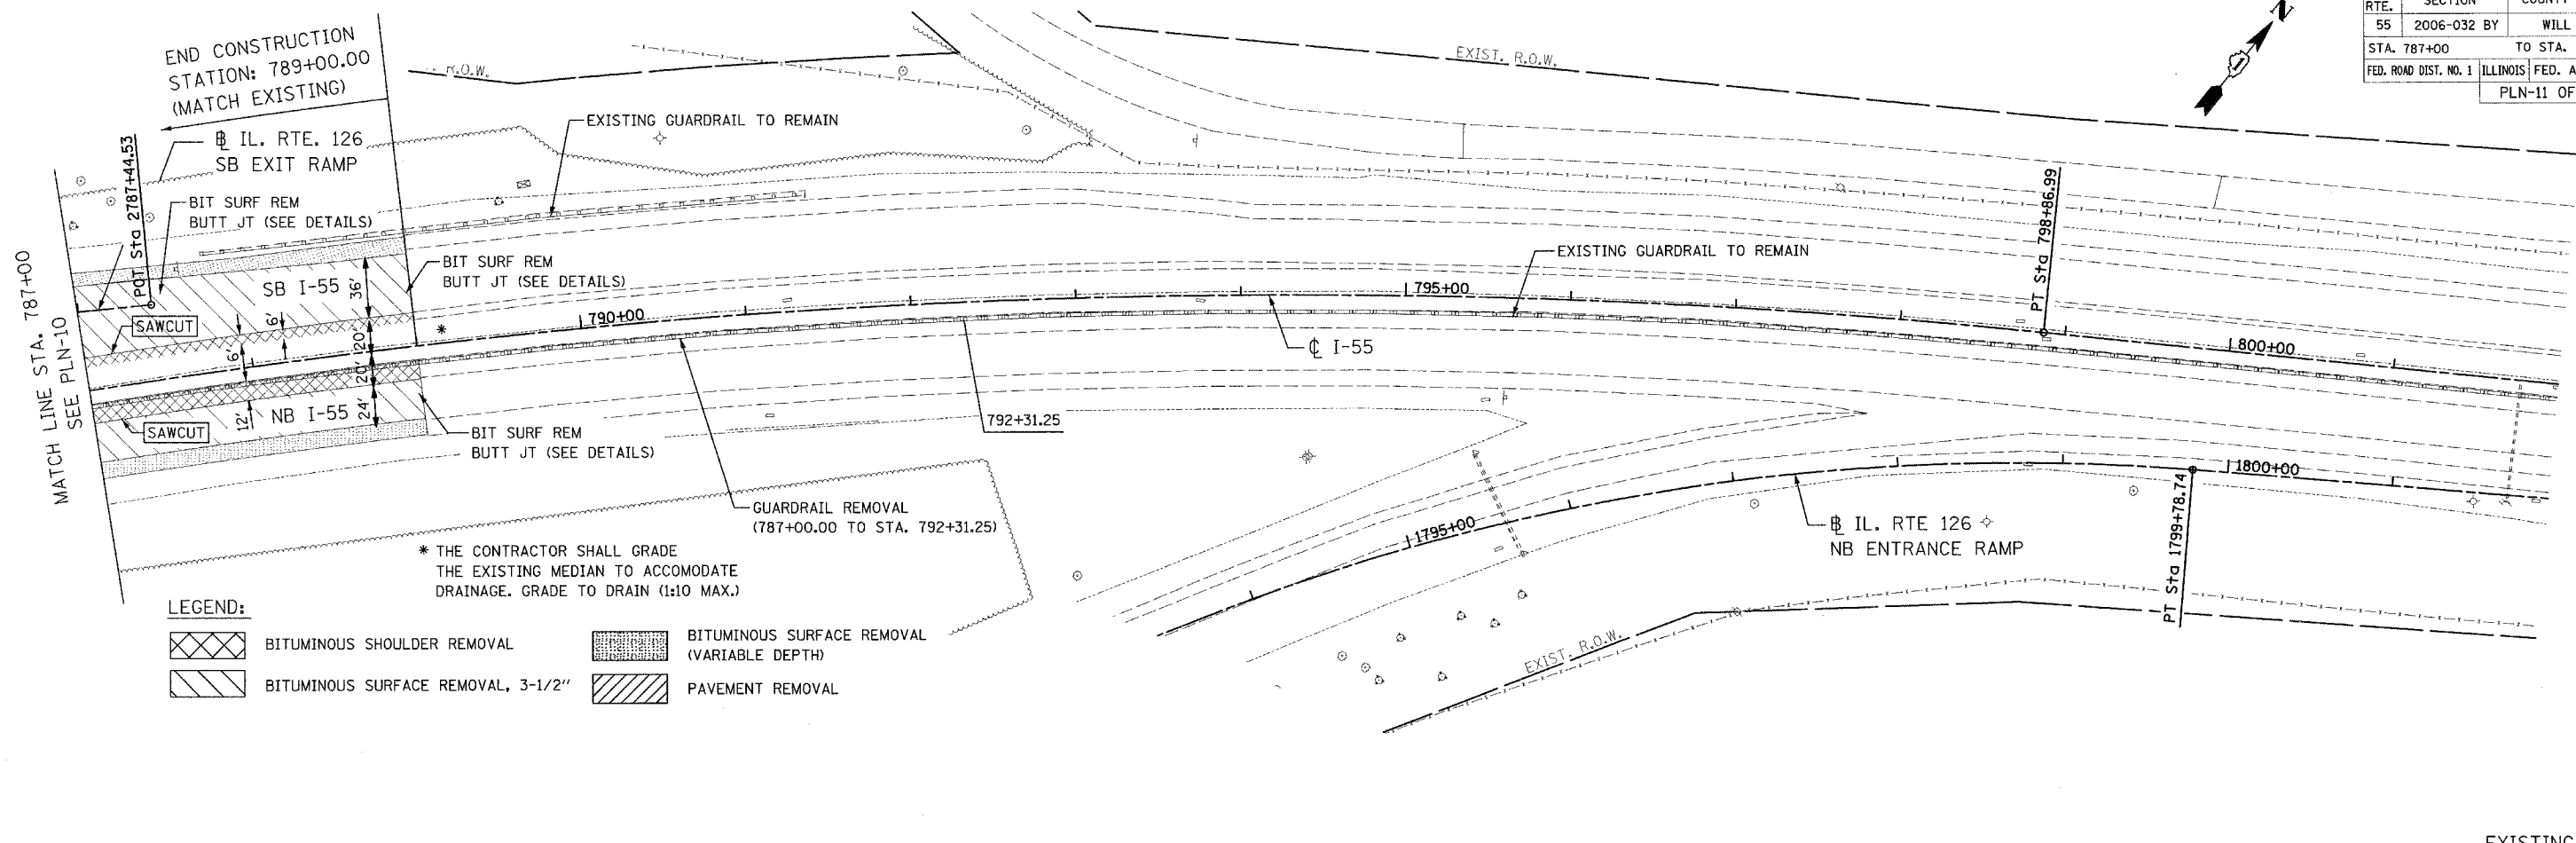 END CONSTRUCTION
STATION: 789+00.00
(MATCH EXISTING)
IL. RTE. 126
SB EXIT RAMP
POT Sta 2787+44.53
BIT SURF REM
BUTT JT (SEE DETAILS)
MATCH LINE STA. 787+00
SEE PLN-10
R.O.W.
EXISTING GUARDRAIL TO REMAIN
BIT SURF REM
BUTT JT (SEE DETAILS)
SB I-55
36'
SAWCUT
6'
6'
20'
20'
*
790+00
NB I-55
24'
12'
SAWCUT
BIT SURF REM
BUTT JT (SEE DETAILS)
GUARDRAIL REMOVAL
(787+00.00 TO STA. 792+31.25)
792+31.25
* THE CONTRACTOR SHALL GRADE
THE EXISTING MEDIAN TO ACCOMODATE
DRAINAGE. GRADE TO DRAIN (1:10 MAX.)
EXIST. R.O.W.
EXISTING GUARDRAIL TO REMAIN
795+00
℄ I-55
PT Sta 798+86.99
800+00
1795+00
IL. RTE 126
NB ENTRANCE RAMP
PT Sta 1799+78.74
1800+00
EXIST. R.O.W.
N
RTE.
SECTION
COUNTY
55
2006-032 BY
WILL
STA. 787+00 TO STA.
FED. ROAD DIST. NO. 1
ILLINOIS
FED. A
PLN-11 OF
LEGEND:
BITUMINOUS SHOULDER REMOVAL
BITUMINOUS SURFACE REMOVAL, 3-1/2"
BITUMINOUS SURFACE REMOVAL
(VARIABLE DEPTH)
PAVEMENT REMOVAL
EXISTING